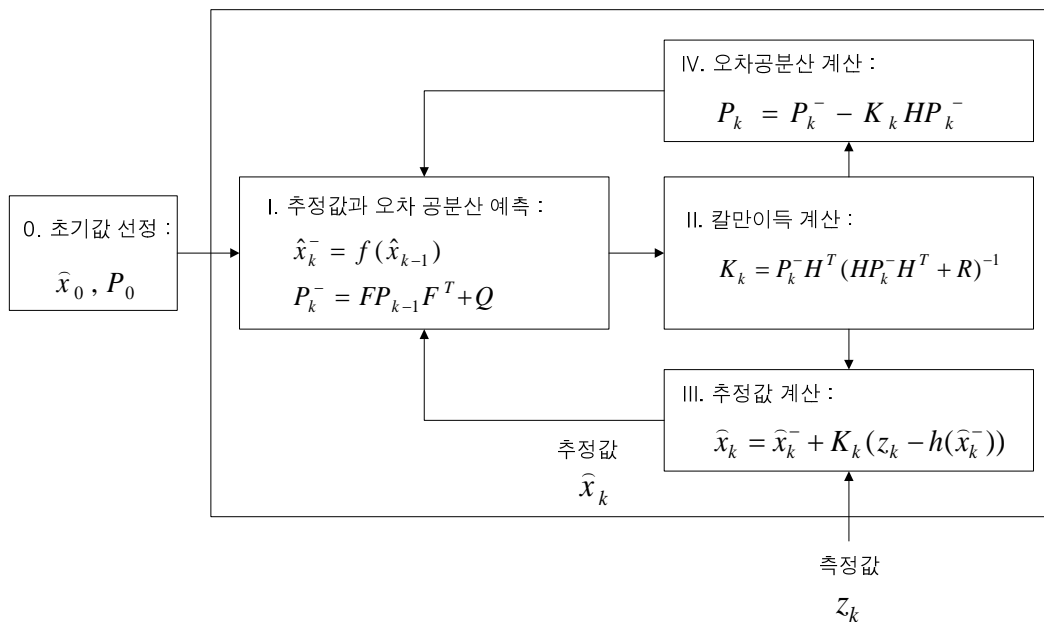 0. 초기값 선정 :
x̂₀ , P₀
I. 추정값과 오차 공분산 예측 :
x̂ₖ⁻ = f(x̂ₖ₋₁)
Pₖ⁻ = FPₖ₋₁Fᵀ+Q
II. 칼만이득 계산 :
Kₖ = Pₖ⁻Hᵀ(HPₖ⁻Hᵀ + R)⁻¹
III. 추정값 계산 :
x̂ₖ = x̂ₖ⁻ + Kₖ(zₖ − h(x̂ₖ⁻))
IV. 오차공분산 계산 :
Pₖ = Pₖ⁻ − KₖHPₖ⁻
추정값
x̂ₖ
측정값
zₖ